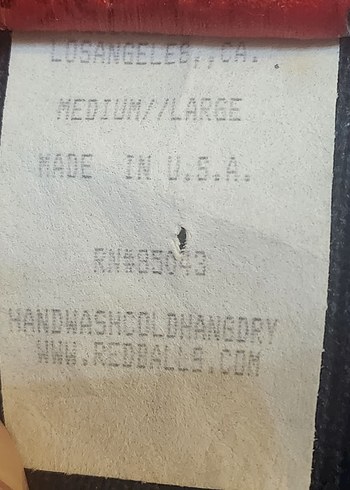 LOSANGELES,,CA.
MEDIUM//LARGE
MADE IN U.S.A.
RN#85043
HANDWASHCOLDHANGDRY
WWW.REDBALLS.COM